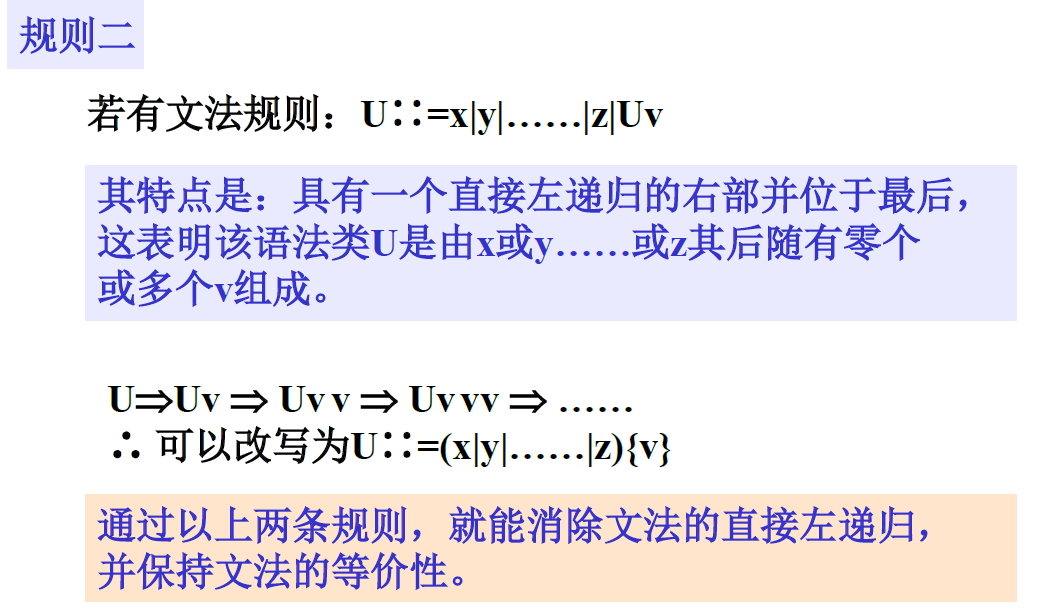 规则二
若有文法规则：U∷=x|y|……|z|Uv
其特点是：具有一个直接左递归的右部并位于最后，
这表明该语法类U是由x或y……或z其后随有零个
或多个v组成。
U⇒Uv ⇒ Uv v ⇒ Uv vv ⇒ ……
∴ 可以改写为U∷=(x|y|……|z){v}
通过以上两条规则，就能消除文法的直接左递归，
并保持文法的等价性。